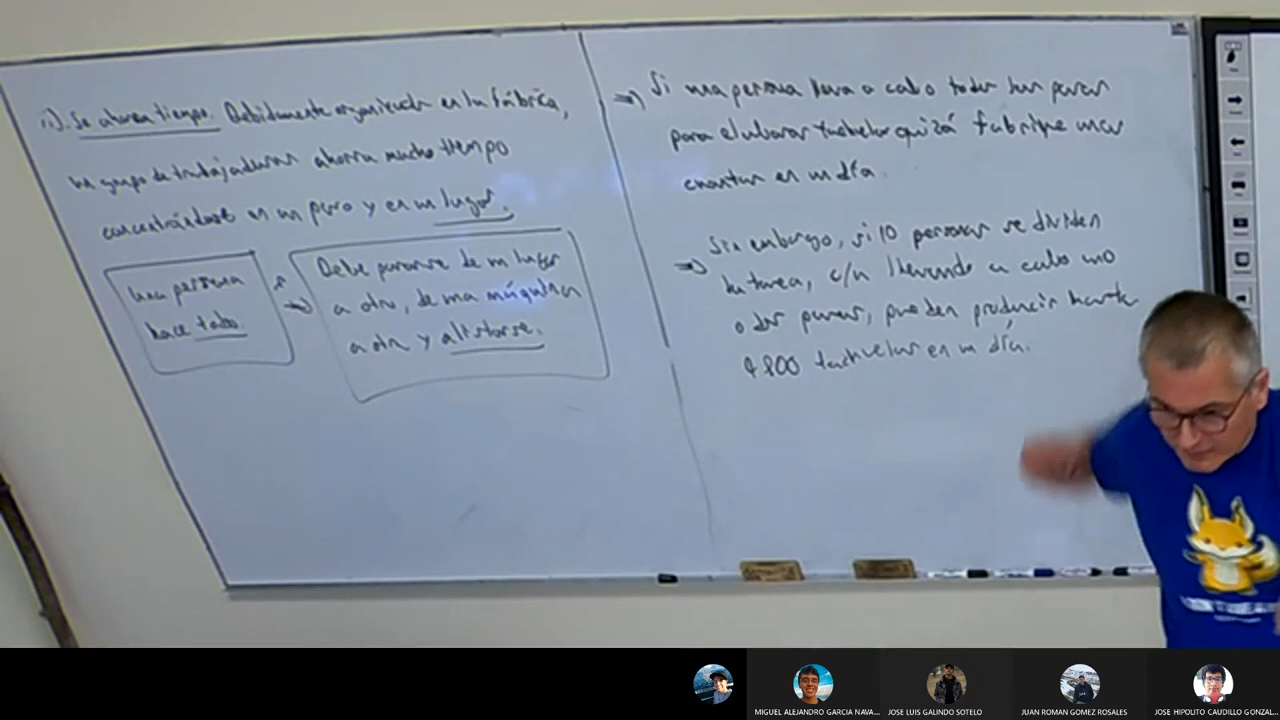 ii). Se ahorra tiempo. Debidamente organizados en la fábrica,
un grupo de trabajadores ahorra mucho tiempo
concentrándose en un paso y en un lugar.
Una persona
hace todo.
⇒
Debe pararse de un lugar
a otro, de una máquina
a otra y alistarse.
⇒ Si una persona lleva a cabo todos los pasos
para elaborar tachuelas quizá fabrique unas
cuantas en un día.
⇒ Sin embargo, si 10 personas se dividen
la tarea, c/u llevando a cabo uno
o dos pasos, pueden producir hasta
4800 tachuelas en un día.
MIGUEL ALEJANDRO GARCIA NAVA...
JOSE LUIS GALINDO SOTELO
JUAN ROMAN GOMEZ ROSALES
JOSE HIPOLITO CAUDILLO GONZAL...